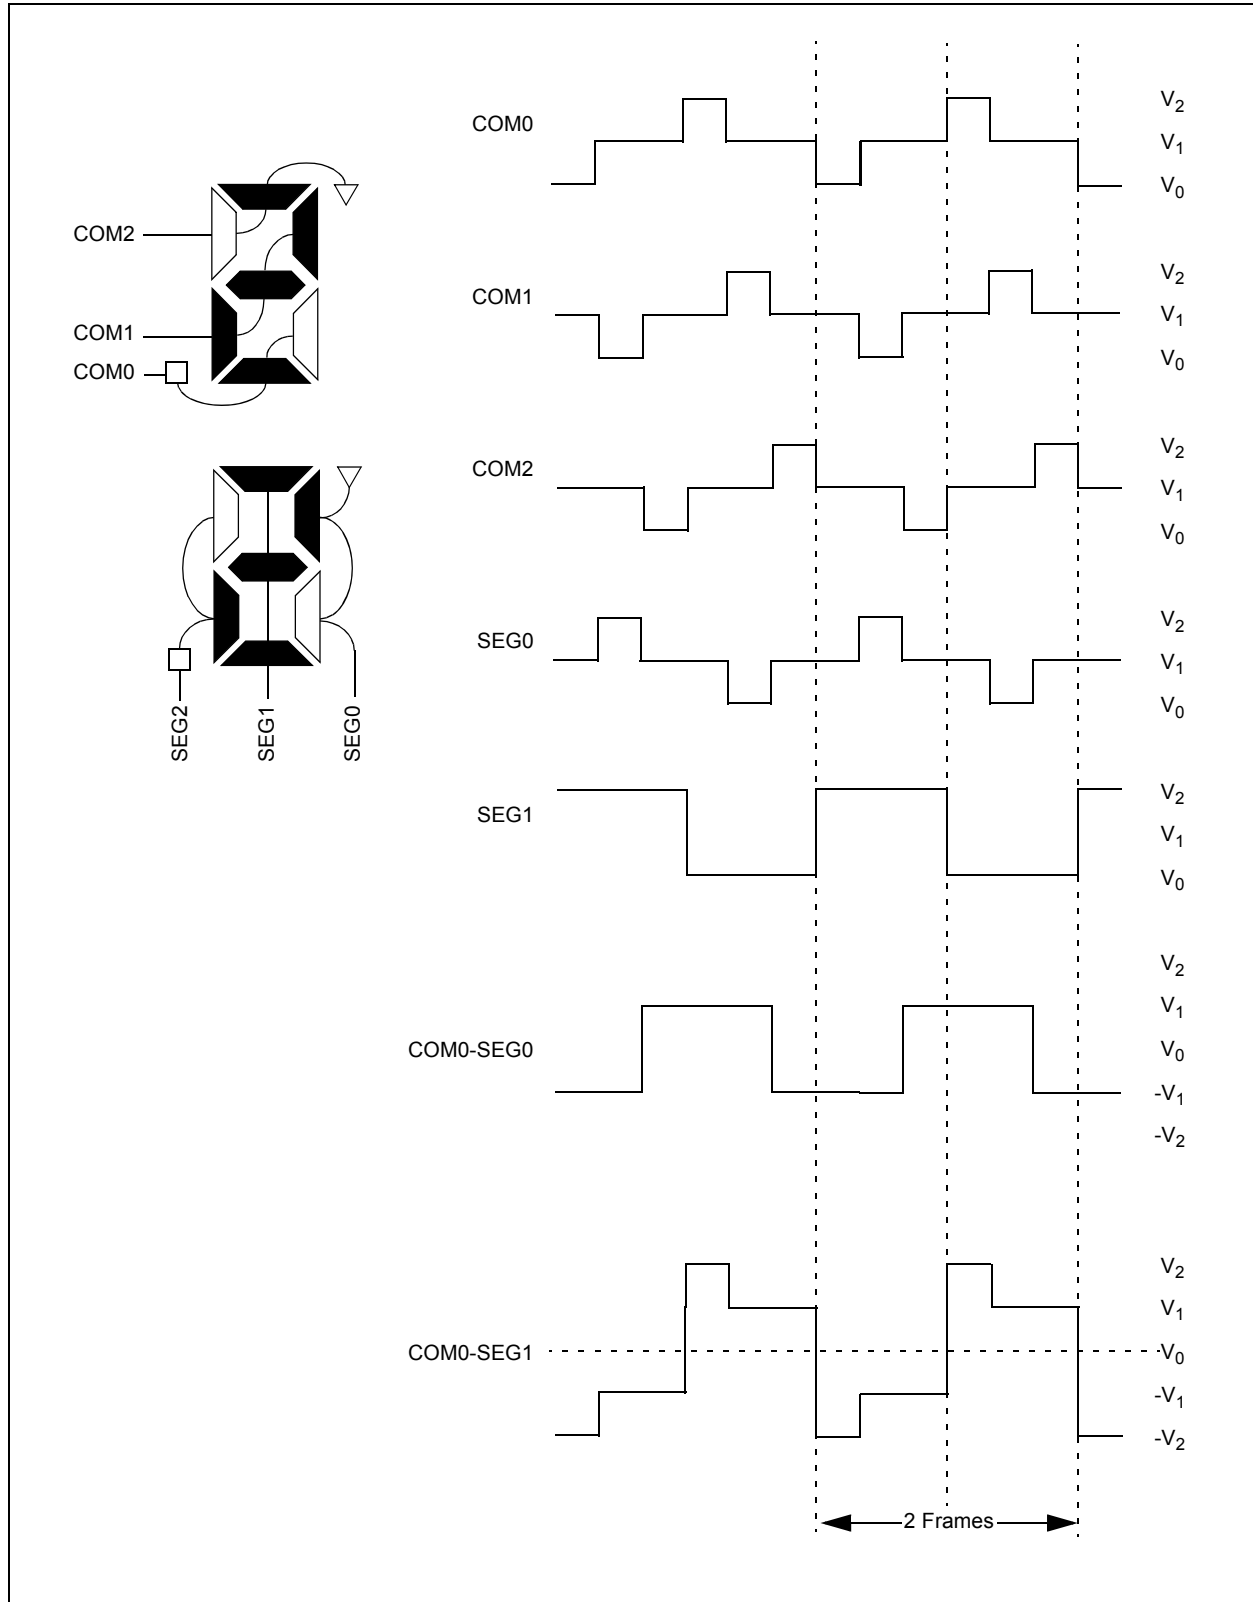 COM2
COM1
COM0
SEG2
SEG1
SEG0
COM0
V2
V1
V0
COM1
V2
V1
V0
COM2
V2
V1
V0
SEG0
V2
V1
V0
SEG1
V2
V1
V0
COM0-SEG0
V2
V1
V0
-V1
-V2
COM0-SEG1
V2
V1
V0
-V1
-V2
2 Frames